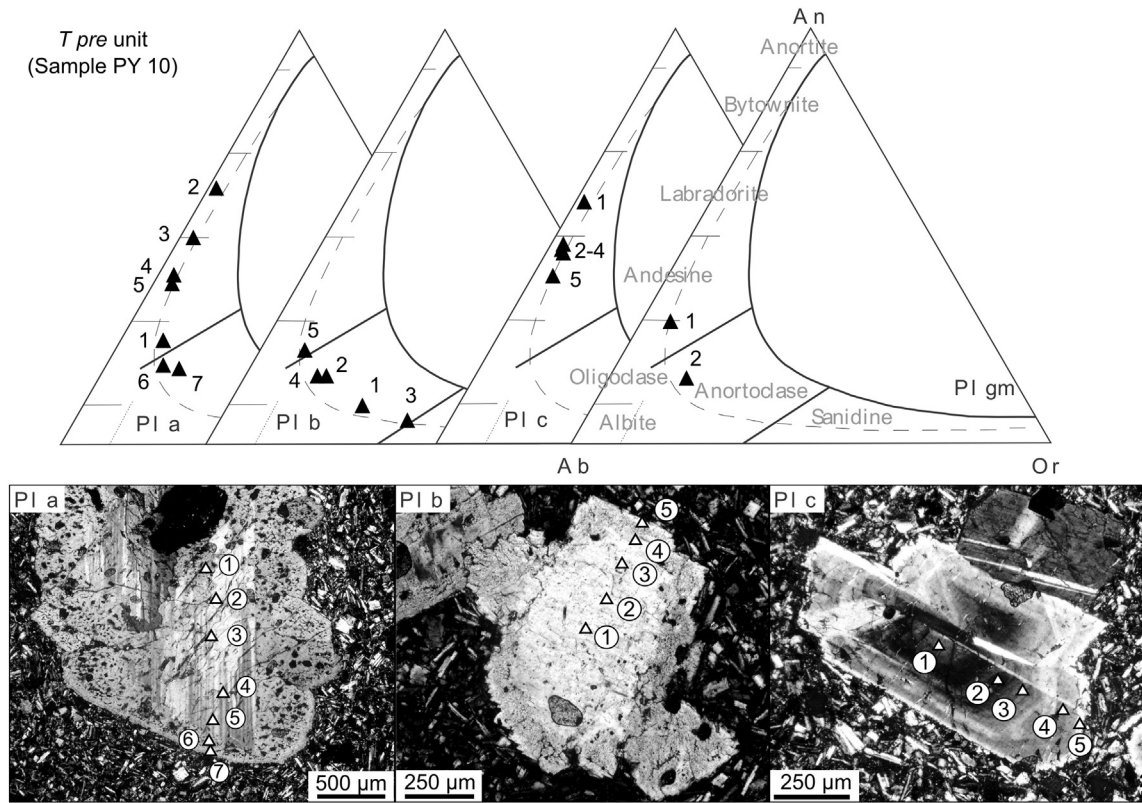 T pre unit
(Sample PY 10)
An
Anortite
Bytownite
Labradorite
Andesine
Oligodase
Anortodase
Albite
Sanidine
2
3
4
5
1
6
7
Pl a
5
4
2
1
3
Pl b
1
2-4
5
Pl c
1
2
Pl gm
Ab
Or
Pl a
1
2
3
4
5
6
7
500 µm
Pl b
5
4
3
2
1
250 µm
Pl c
1
2
3
4
5
250 µm